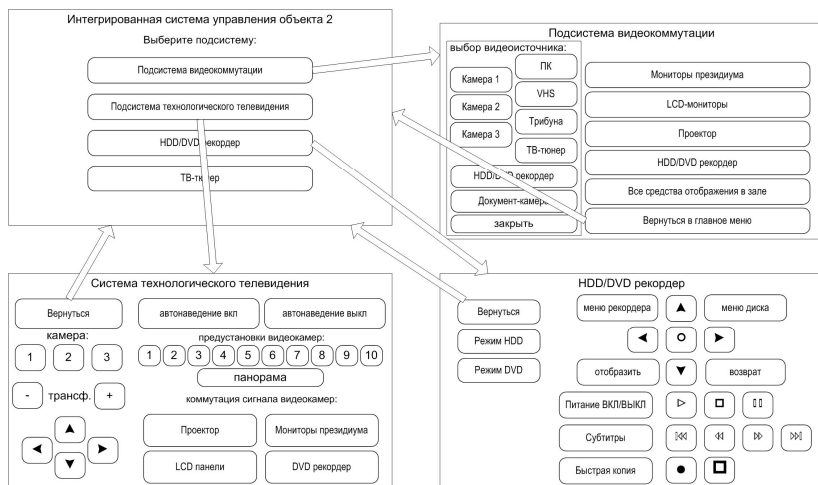 Интегрированная система управления объекта 2
Выберите подсистему:
Подсистема видеокоммутации
Подсистема технологического телевидения
HDD/DVD рекордер
ТВ-тюнер
Подсистема видеокоммутации
выбор видеоисточника:
Камера 1
Камера 2
Камера 3
ПК
VHS
Трибуна
ТВ-тюнер
HDD/DVD рекордер
Документ-камера
закрыть
Мониторы президиума
LCD-мониторы
Проектор
HDD/DVD рекордер
Все средства отображения в зале
Вернуться в главное меню
Система технологического телевидения
Вернуться
автонаведение вкл
автонаведение выкл
камера:
1 2 3
- трансф. +
предустановки видеокамер:
1 2 3 4 5 6 7 8 9 10
панорама
коммутация сигнала видеокамер:
Проектор
Мониторы президиума
LCD панели
DVD рекордер
HDD/DVD рекордер
Вернуться
Режим HDD
Режим DVD
меню рекордера
меню диска
отобразить
возврат
Питание ВКЛ/ВЫКЛ
Субтитры
Быстрая копия